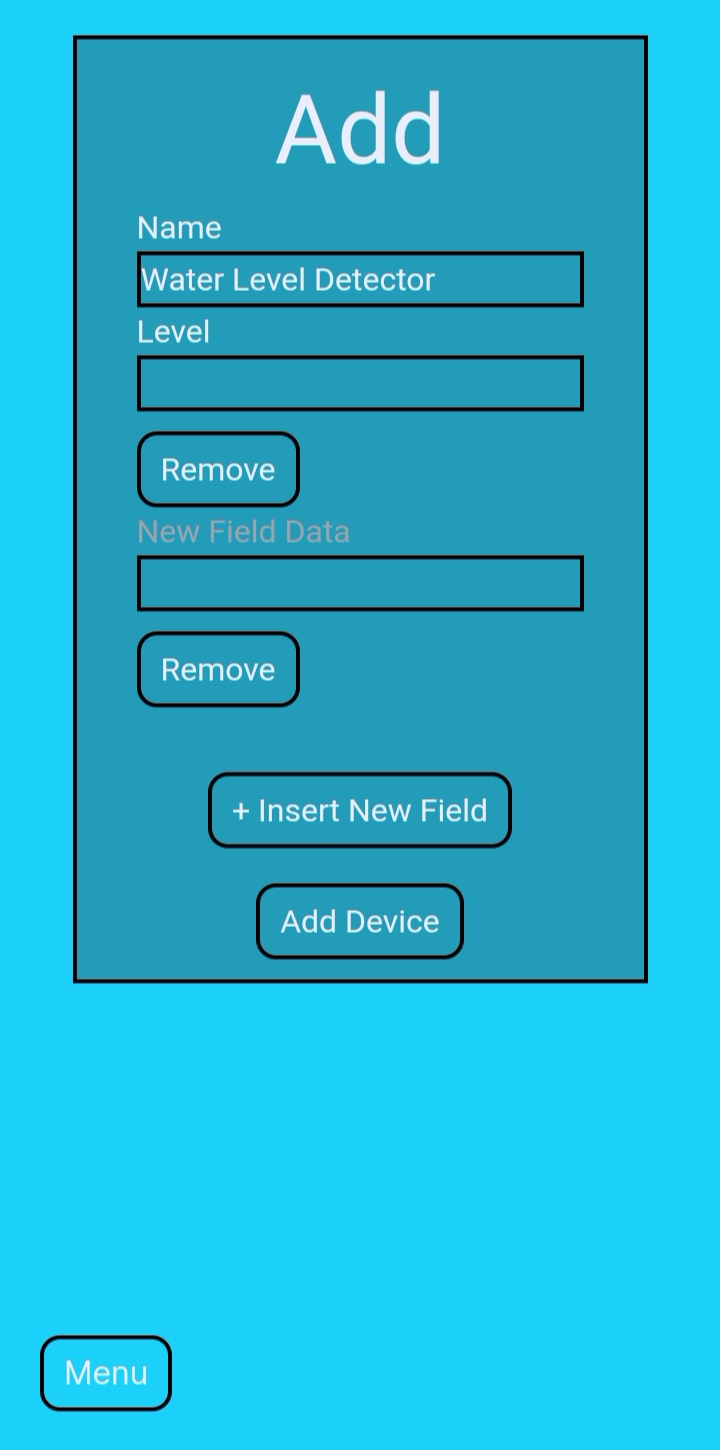 Add
Name
Water Level Detector
Level
Remove
New Field Data
Remove
+ Insert New Field
Add Device
Menu